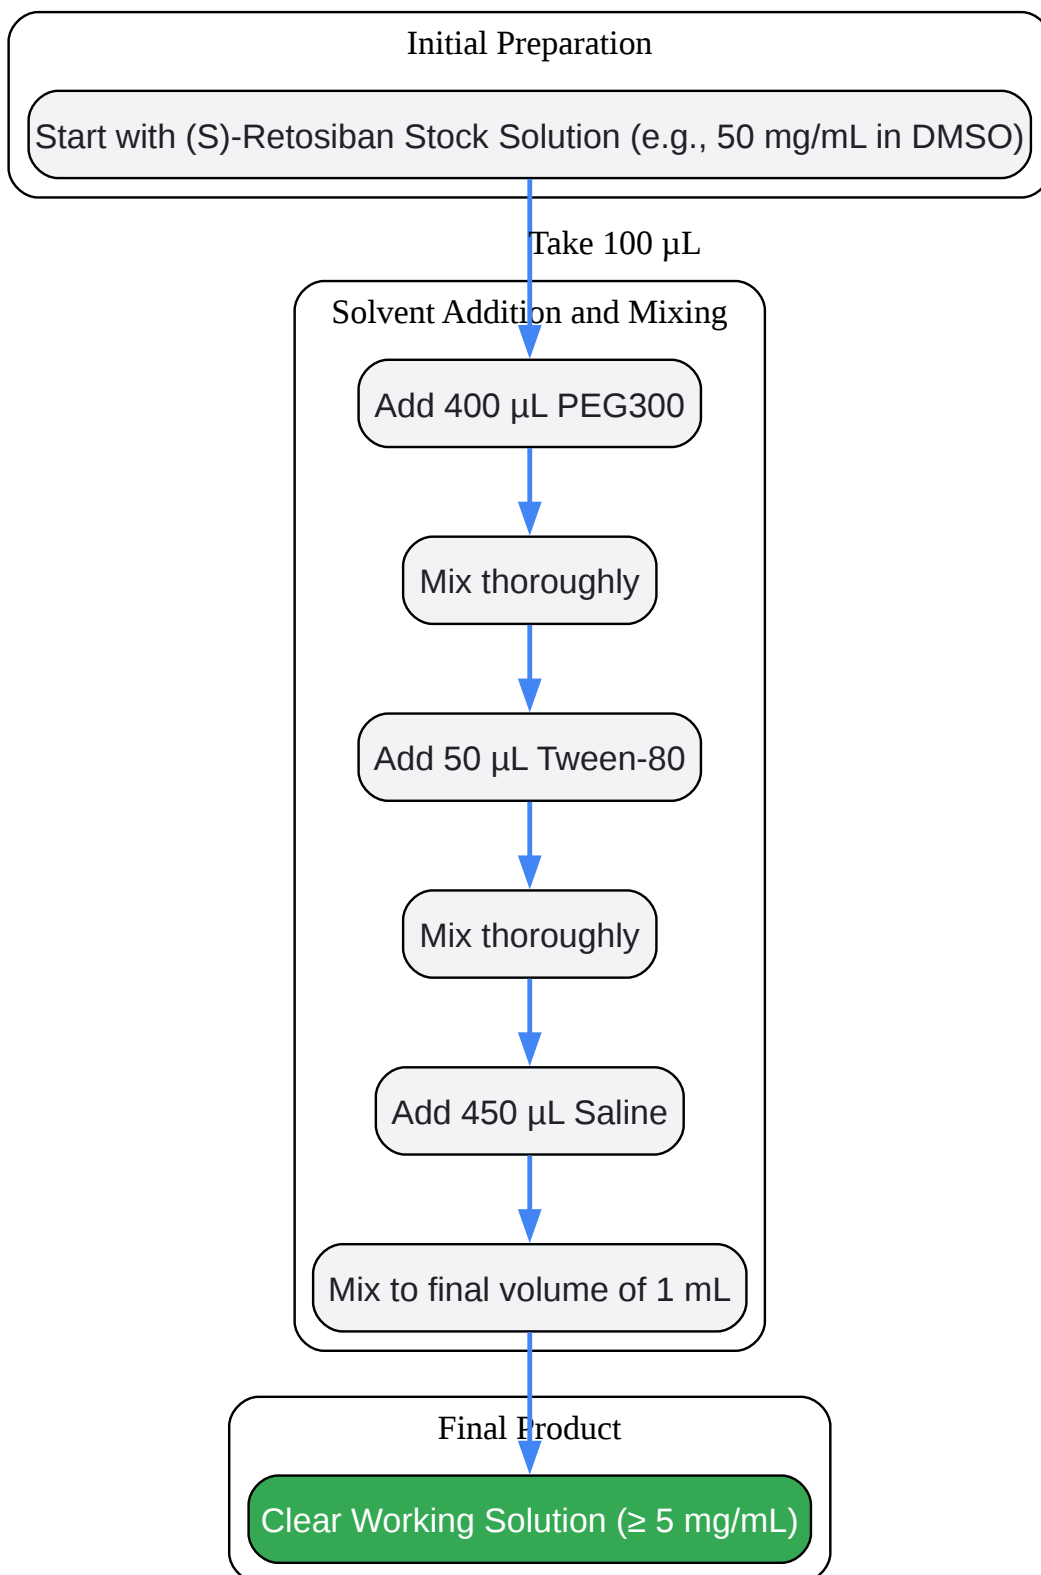 Initial Preparation
Start with (S)-Retosiban Stock Solution (e.g., 50 mg/mL in DMSO)
Take 100 µL
Solvent Addition and Mixing
Add 400 µL PEG300
Mix thoroughly
Add 50 µL Tween-80
Mix thoroughly
Add 450 µL Saline
Mix to final volume of 1 mL
Final Product
Clear Working Solution (≥ 5 mg/mL)